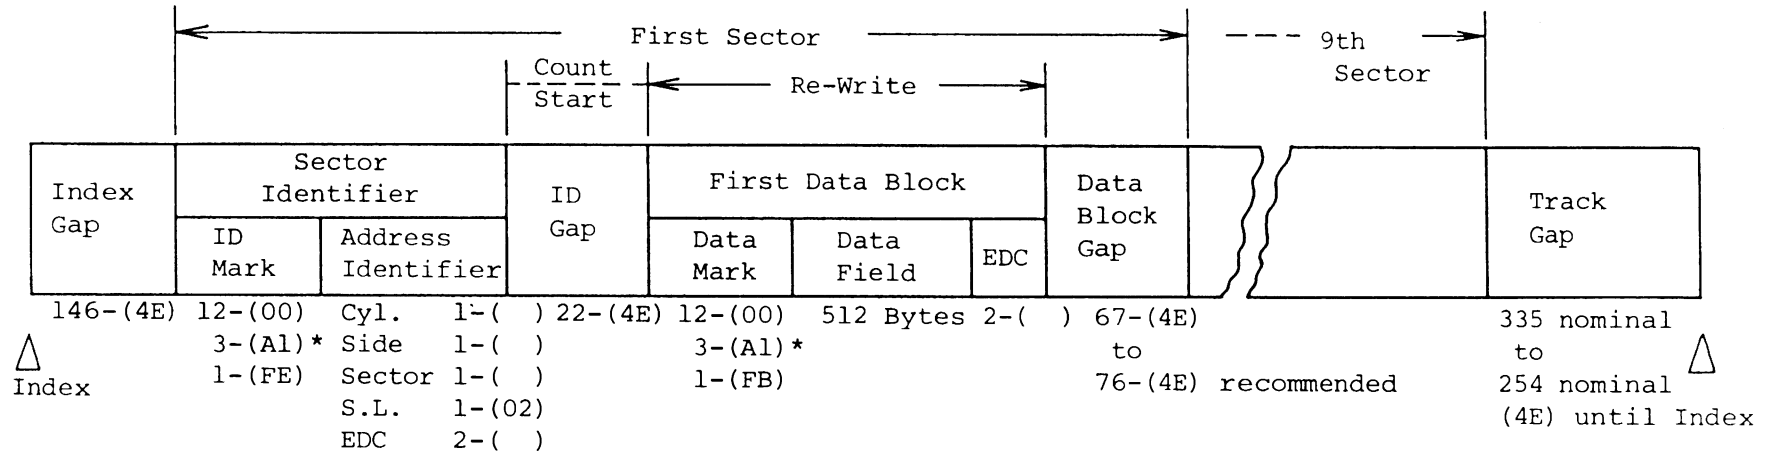 First Sector
--- 9th
Sector
Count
Start
Re-Write
Index
Gap
Sector
Identifier
ID
Mark
Address
Identifier
ID
Gap
First Data Block
Data
Mark
Data
Field
EDC
Data
Block
Gap
Track
Gap
146-(4E)
12-(00)
3-(A1)*
1-(FE)
Cyl. 1-( )
Side 1-( )
Sector 1-( )
S.L. 1-(02)
EDC 2-( )
22-(4E)
12-(00)
3-(A1)*
1-(FB)
512 Bytes
2-( )
67-(4E)
to
76-(4E) recommended
335 nominal
to
254 nominal
(4E) until Index
Index